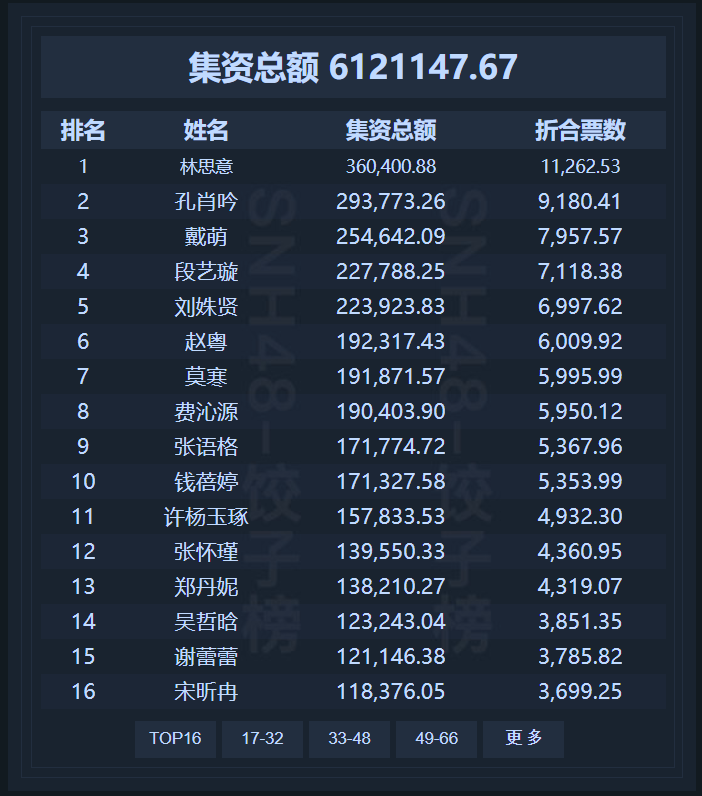 集资总额 6121147.67
排名 姓名 集资总额 折合票数
1 林思意 360,400.88 11,262.53
2 孔肖吟 293,773.26 9,180.41
3 戴萌 254,642.09 7,957.57
4 段艺璇 227,788.25 7,118.38
5 刘姝贤 223,923.83 6,997.62
6 赵粤 192,317.43 6,009.92
7 莫寒 191,871.57 5,995.99
8 费沁源 190,403.90 5,950.12
9 张语格 171,774.72 5,367.96
10 钱蓓婷 171,327.58 5,353.99
11 许杨玉琢 157,833.53 4,932.30
12 张怀瑾 139,550.33 4,360.95
13 郑丹妮 138,210.27 4,319.07
14 吴哲晗 123,243.04 3,851.35
15 谢蕾蕾 121,146.38 3,785.82
16 宋昕冉 118,376.05 3,699.25
SNH48-饺子榜
SNH48-饺子榜
TOP16 17-32 33-48 49-66 更多